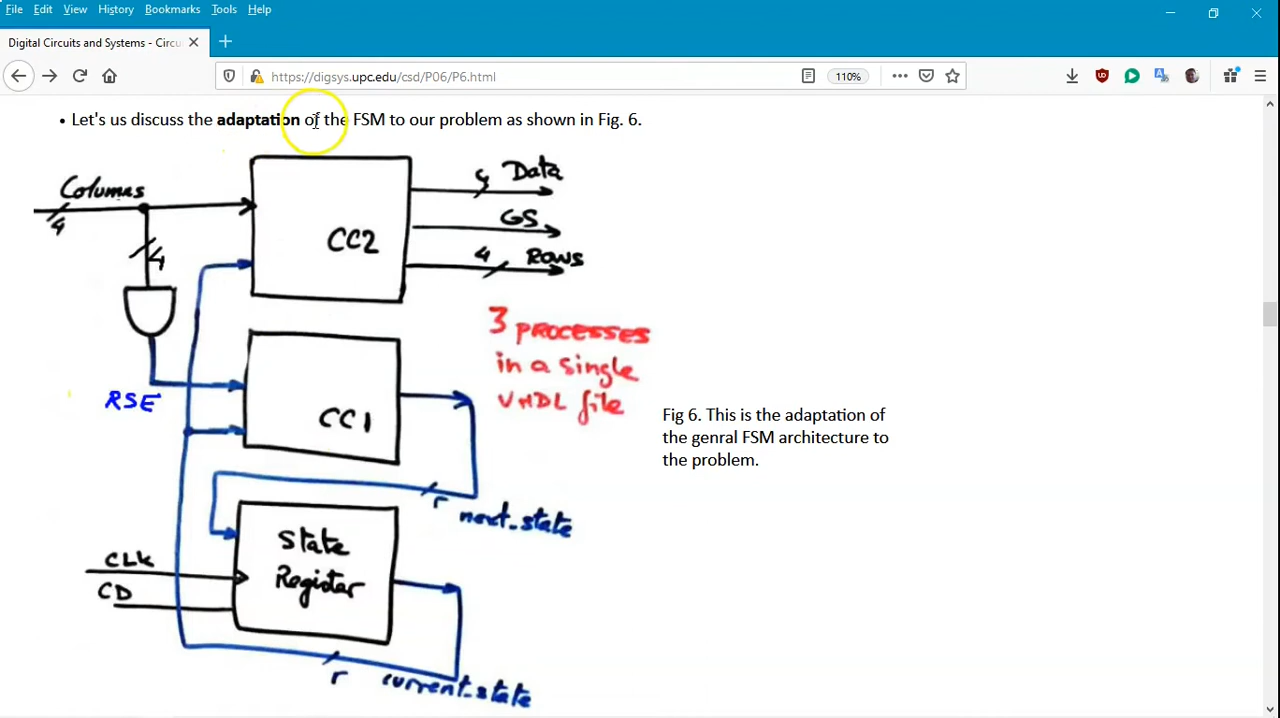 File Edit View History Bookmarks Tools Help
Digital Circuits and Systems - Circu
https://digsys.upc.edu/csd/P06/P6.html
110%
• Let's us discuss the adaptation of the FSM to our problem as shown in Fig. 6.
Columns
4
4
CC2
Data
GS
4 Rows
3 PROCESSES
in a single
VHDL file
RSE
CC1
Fig 6. This is the adaptation of
the genral FSM architecture to
the problem.
r next_state
State
Register
CLK
CD
r current_state